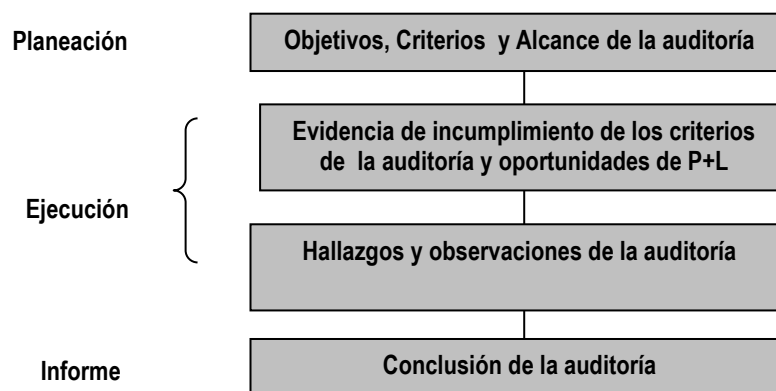 Planeación
Objetivos, Criterios y Alcance de la auditoría
Evidencia de incumplimiento de los criterios
de la auditoría y oportunidades de P+L
Ejecución
Hallazgos y observaciones de la auditoría
Informe
Conclusión de la auditoría